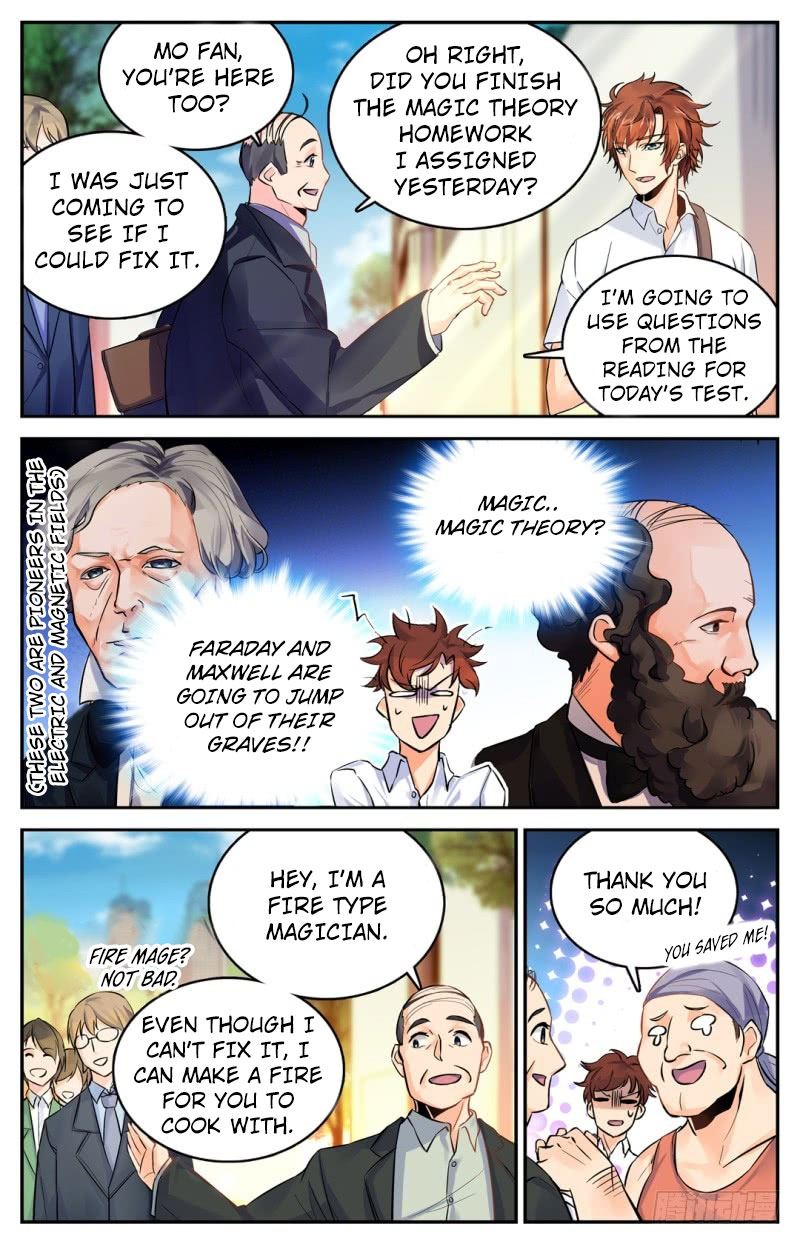 MO FAN,
YOU'RE HERE
TOO?
I WAS JUST
COMING TO
SEE IF I
COULD FIX IT.
OH RIGHT,
DID YOU FINISH
THE MAGIC THEORY
HOMEWORK
I ASSIGNED
YESTERDAY?
I'M GOING TO
USE QUESTIONS
FROM THE
READING FOR
TODAY'S TEST.
(THESE TWO ARE PIONEERS IN THE
ELECTRIC AND MAGNETIC FIELDS)
MAGIC..
MAGIC THEORY?
FARADAY AND
MAXWELL ARE
GOING TO JUMP
OUT OF THEIR
GRAVES!!
HEY, I'M A
FIRE TYPE
MAGICIAN.
FIRE MAGE?
NOT BAD.
EVEN THOUGH I
CAN'T FIX IT, I
CAN MAKE A FIRE
FOR YOU TO
COOK WITH.
THANK YOU
SO MUCH!
YOU SAVED ME!
腾讯动漫